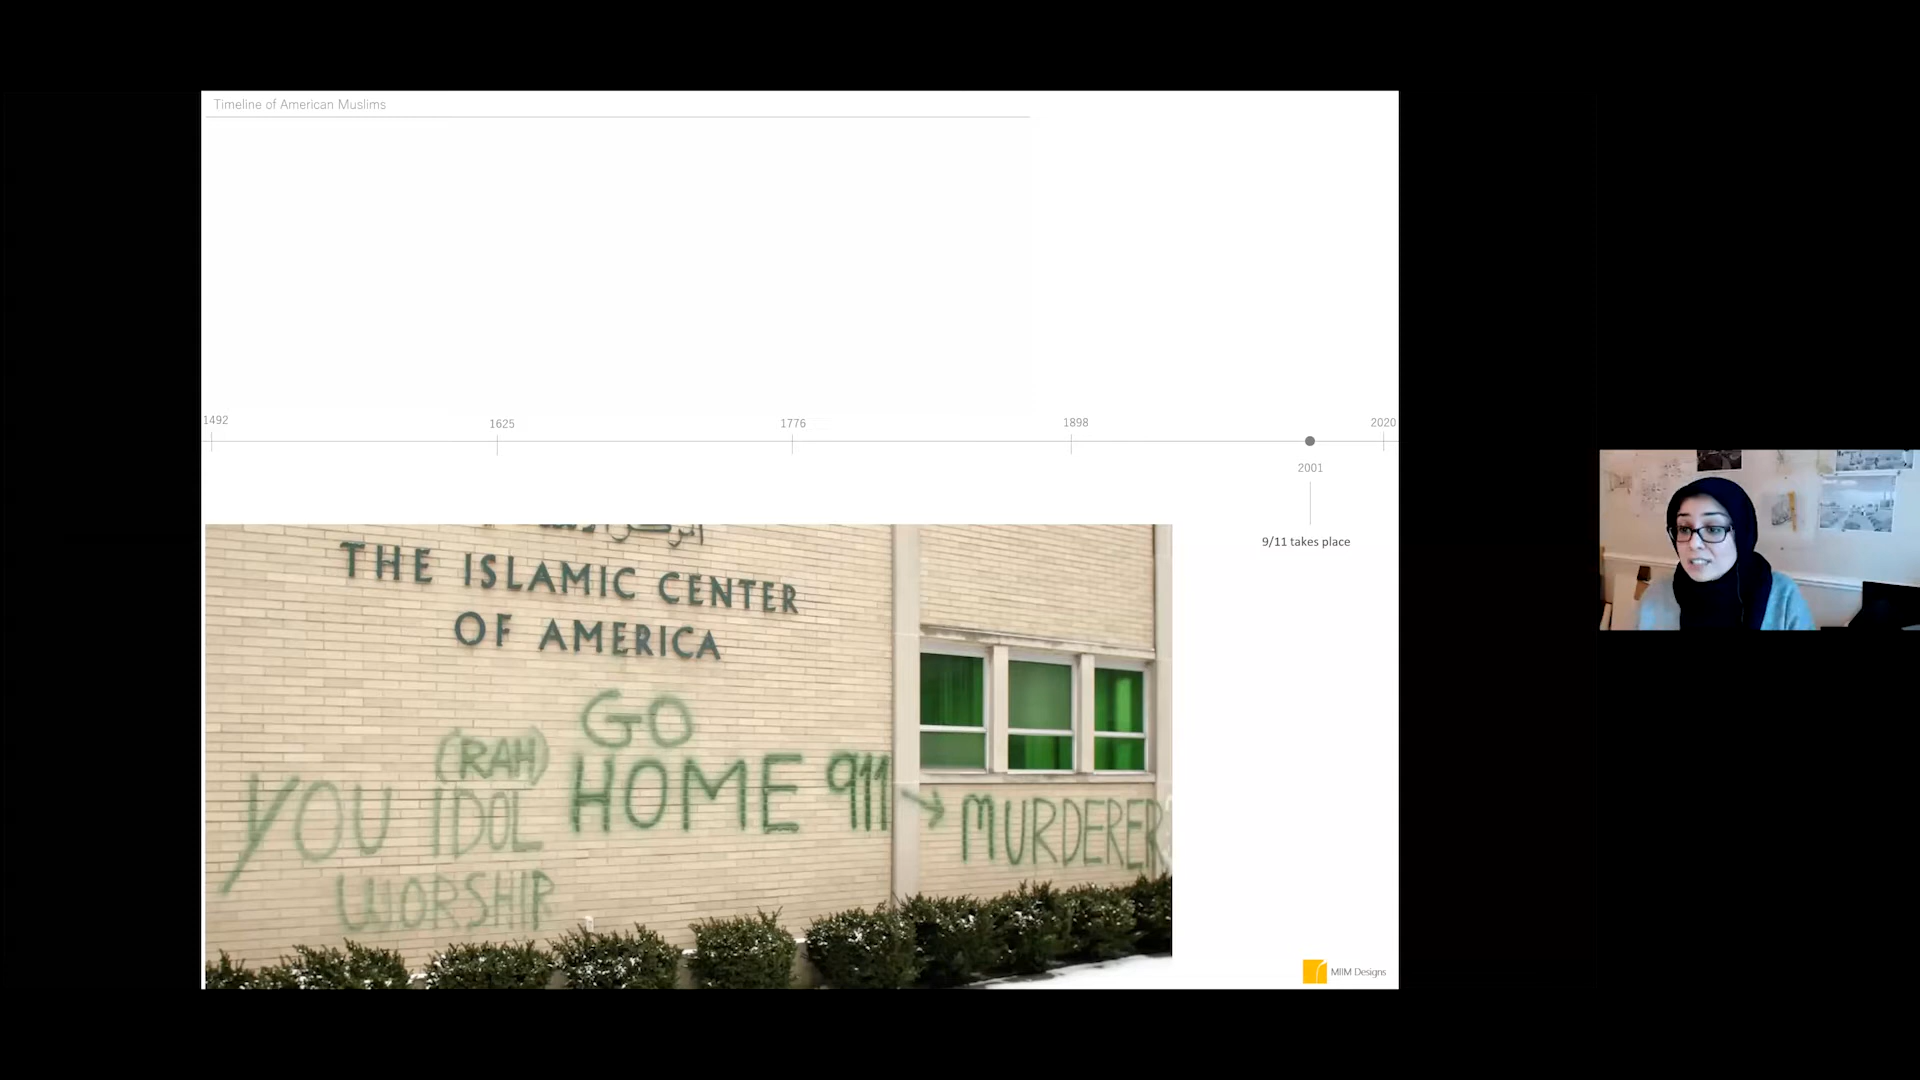 Timeline of American Muslims
1492
1625
1776
1898
2020
2001
9/11 takes place
THE ISLAMIC CENTER
OF AMERICA
GO
(RAH)
HOME 911 → MURDERER
YOU IDOL
WORSHIP
MIIM Designs